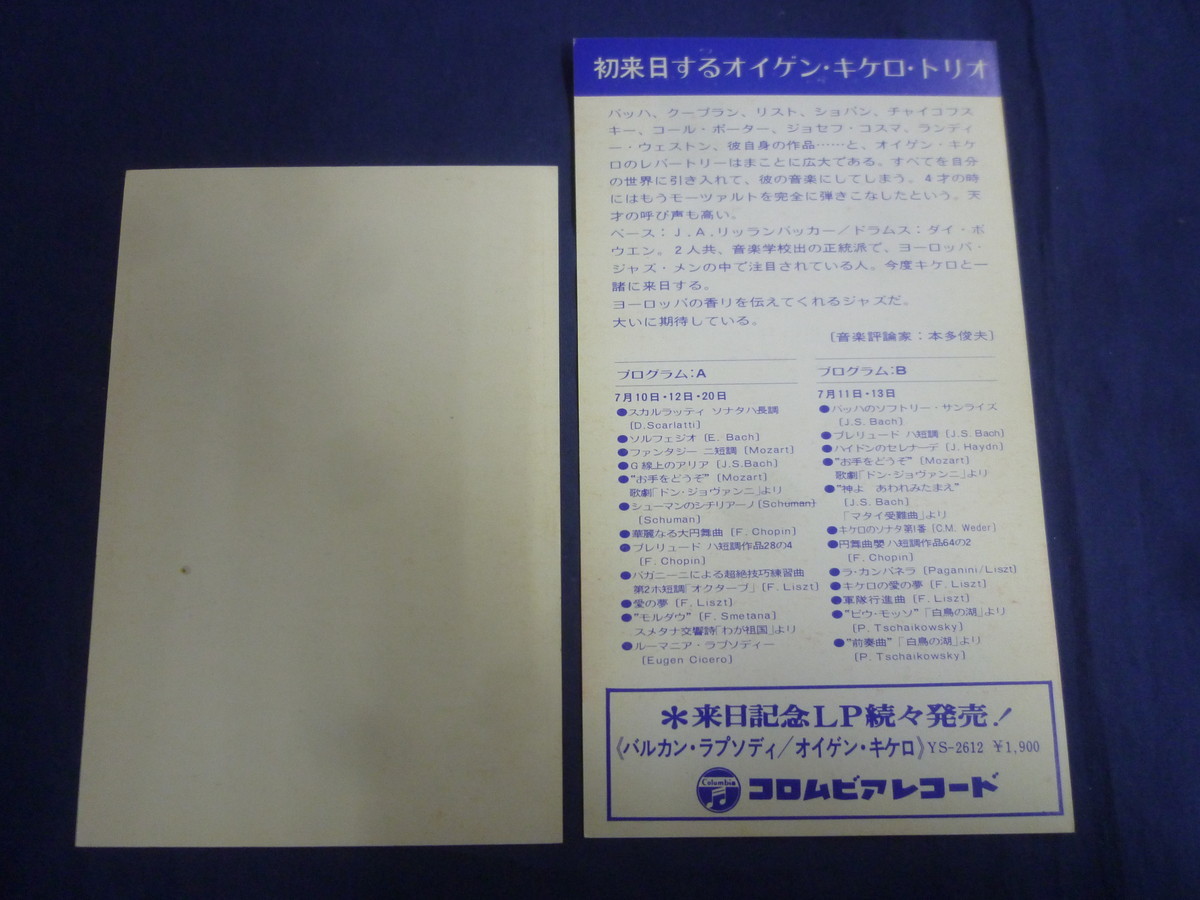 初来日するオイゲン・キケロ・トリオ
バッハ、クープラン、リスト、ショパン。チャイコフス
キー、コール・ポーター、ジョセフ・コスマ、ランディ
ー・ウェストン、彼自身の作品……と、オイゲン・キケ
ロのレパートリーはまことに広大である。すべてを自分
の世界に引き入れて、彼の音楽にしてしまう。4才の時
にはもうモーツァルトを完全に弾きこなしたという。天
才の呼び声も高い。
ベース：J.A.リッランバッカー／ドラムス：ダイ・ボ
ウエン。2人共、音楽学校出の正統派で、ヨーロッパ・
ジャズ・メンの中で注目されている人。今度キケロと一
諸に来日する。
ヨーロッパの香りを伝えてくれるジャズだ。
大いに期待している。
〔音楽評論家：本多俊夫〕
プログラム：A
7月10日・12日・20日
●スカルラッティ ソナタハ長調
〔D.Scarlatti〕
●ソルフェジオ〔E. Bach〕
●ファンタジー ニ短調〔Mozart〕
●G線上のアリア〔J.S.Bach〕
●"お手をどうぞ"〔Mozart〕
歌劇「ドン・ジョヴァンニ」より
●シューマンのシチリアーノ〔Schuman〕
〔Schuman〕
●華麗なる大円舞曲〔F. Chopin〕
●プレリュード ハ短調作品28の4
〔F. Chopin〕
●パガニーニによる超絶技巧練習曲
第2ホ短調「オクターブ」〔F. Liszt〕
●愛の夢〔F. Liszt〕
●"モルダウ"〔F. Smetana〕
スメタナ交響詩「わが祖国」より
●ルーマニア・ラプソディー
〔Eugen Cicero〕
プログラム：B
7月11日・13日
●バッハのソフトリー・サンライズ
〔J.S. Bach〕
●プレリュード ハ短調〔J.S. Bach〕
●ハイドンのセレナーデ〔J. Haydn〕
●"お手をどうぞ"〔Mozart〕
歌劇「ドン・ジョヴァンニ」より
●"神よ あわれみたまえ"
〔J.S. Bach〕
「マタイ受難曲」より
●キケロのソナタ第1番〔C.M. Weder〕
●円舞曲嬰ハ短調作品64の2
〔F. Chopin〕
●ラ・カンパネラ〔Paganini/Liszt〕
●キケロの愛の夢〔F. Liszt〕
●軍隊行進曲〔F. Liszt〕
●"ピウ・モッソ"「白鳥の湖」より
〔P. Tschaikowsky〕
●"前奏曲"「白鳥の湖」より
〔P. Tschaikowsky〕
＊来日記念LP続々発売！
《バルカン・ラプソディ／オイゲン・キケロ》YS-2612 ¥1,900
Columbia コロムビアレコード